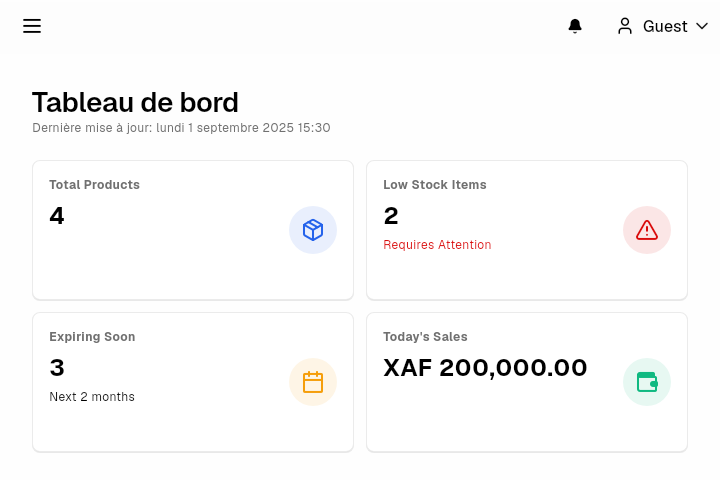 Guest
Tableau de bord
Dernière mise à jour: lundi 1 septembre 2025 15:30
Total Products
4
Low Stock Items
2
Requires Attention
Expiring Soon
3
Next 2 months
Today's Sales
XAF 200,000.00